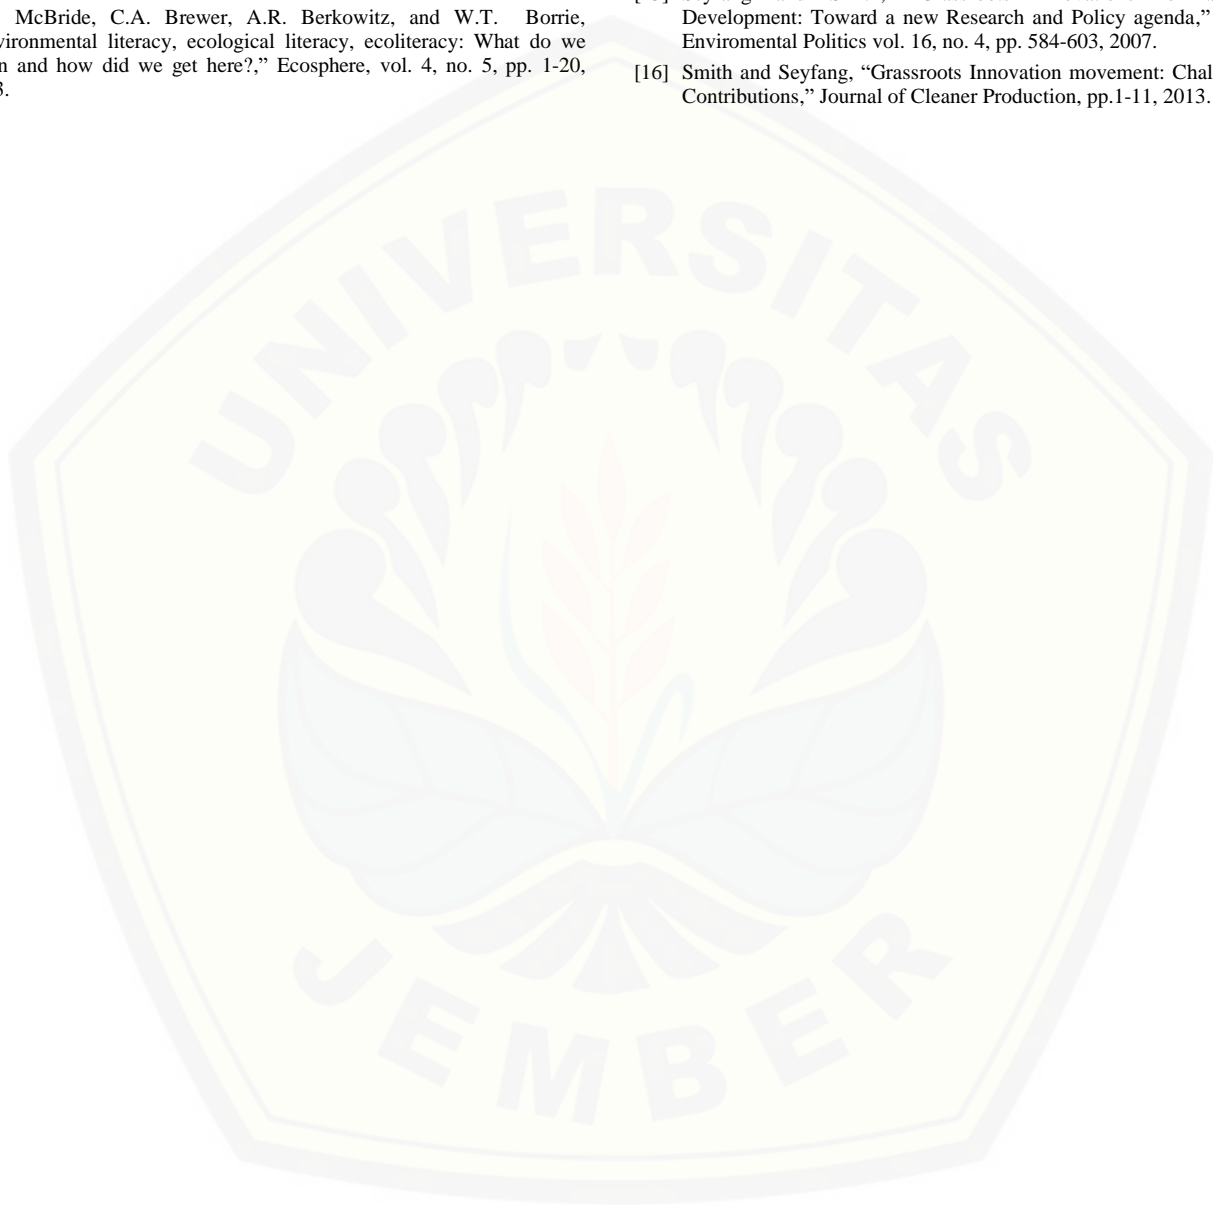 McBride, C.A. Brewer, A.R. Berkowitz, and W.T. Borrie,
vironmental literacy, ecological literacy, ecoliteracy: What do we
n and how did we get here?,” Ecosphere, vol. 4, no. 5, pp. 1-20,
3.
Development: Toward a new Research and Policy agenda,”
Enviromental Politics vol. 16, no. 4, pp. 584-603, 2007.
[16] Smith and Seyfang, “Grassroots Innovation movement: Chal
Contributions,” Journal of Cleaner Production, pp.1-11, 2013.
UNIVERSITAS
JEMBER